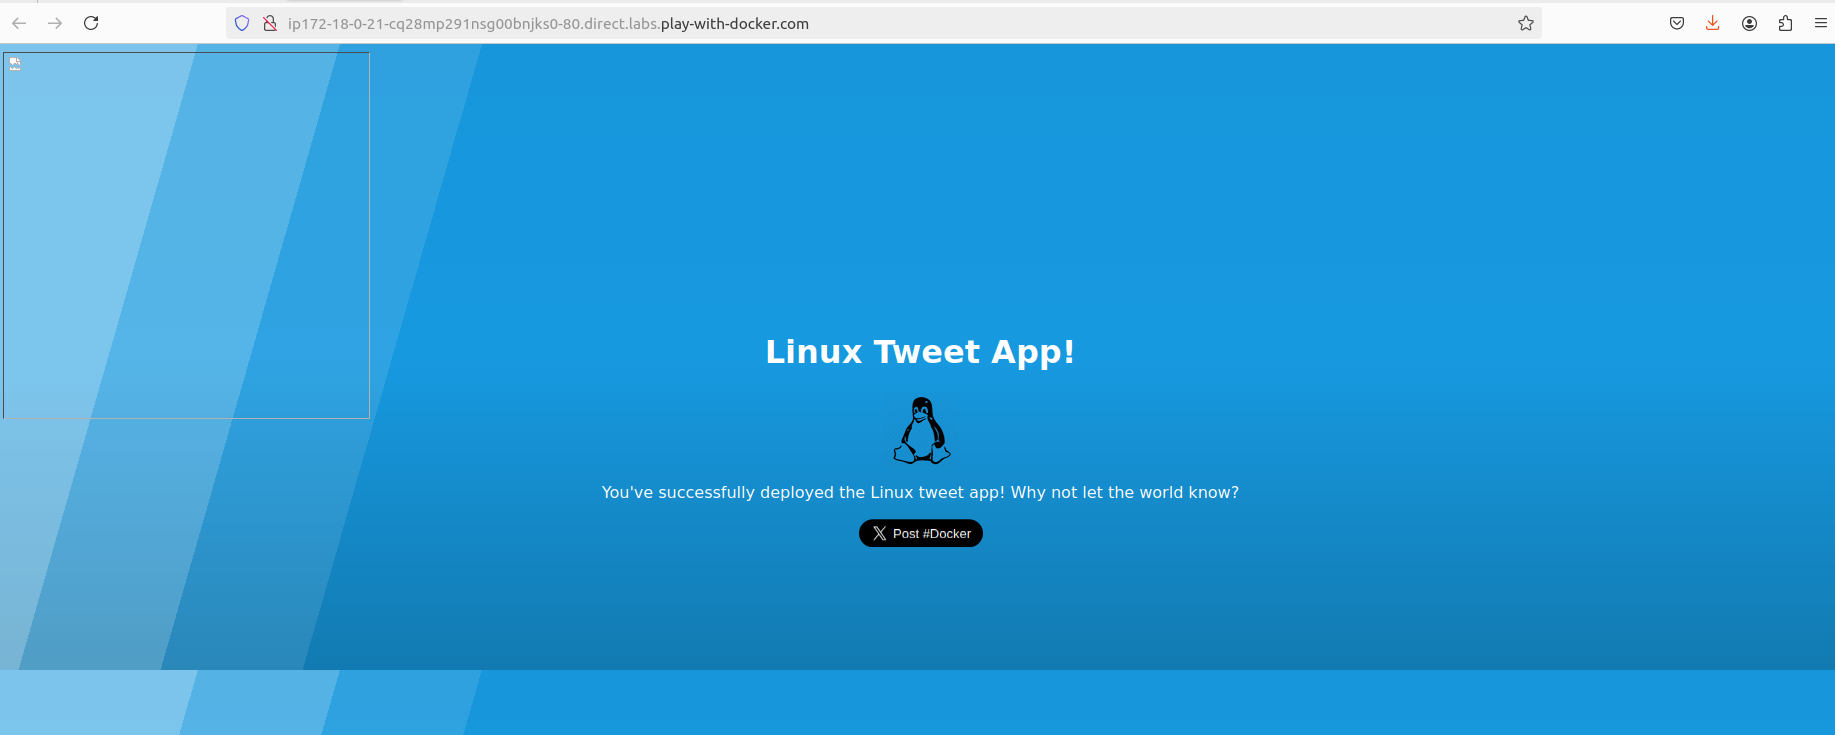 ip172-18-0-21-cq28mp291nsg00bnjks0-80.direct.labs.play-with-docker.com
Linux Tweet App!
You've successfully deployed the Linux tweet app! Why not let the world know?
Post #Docker